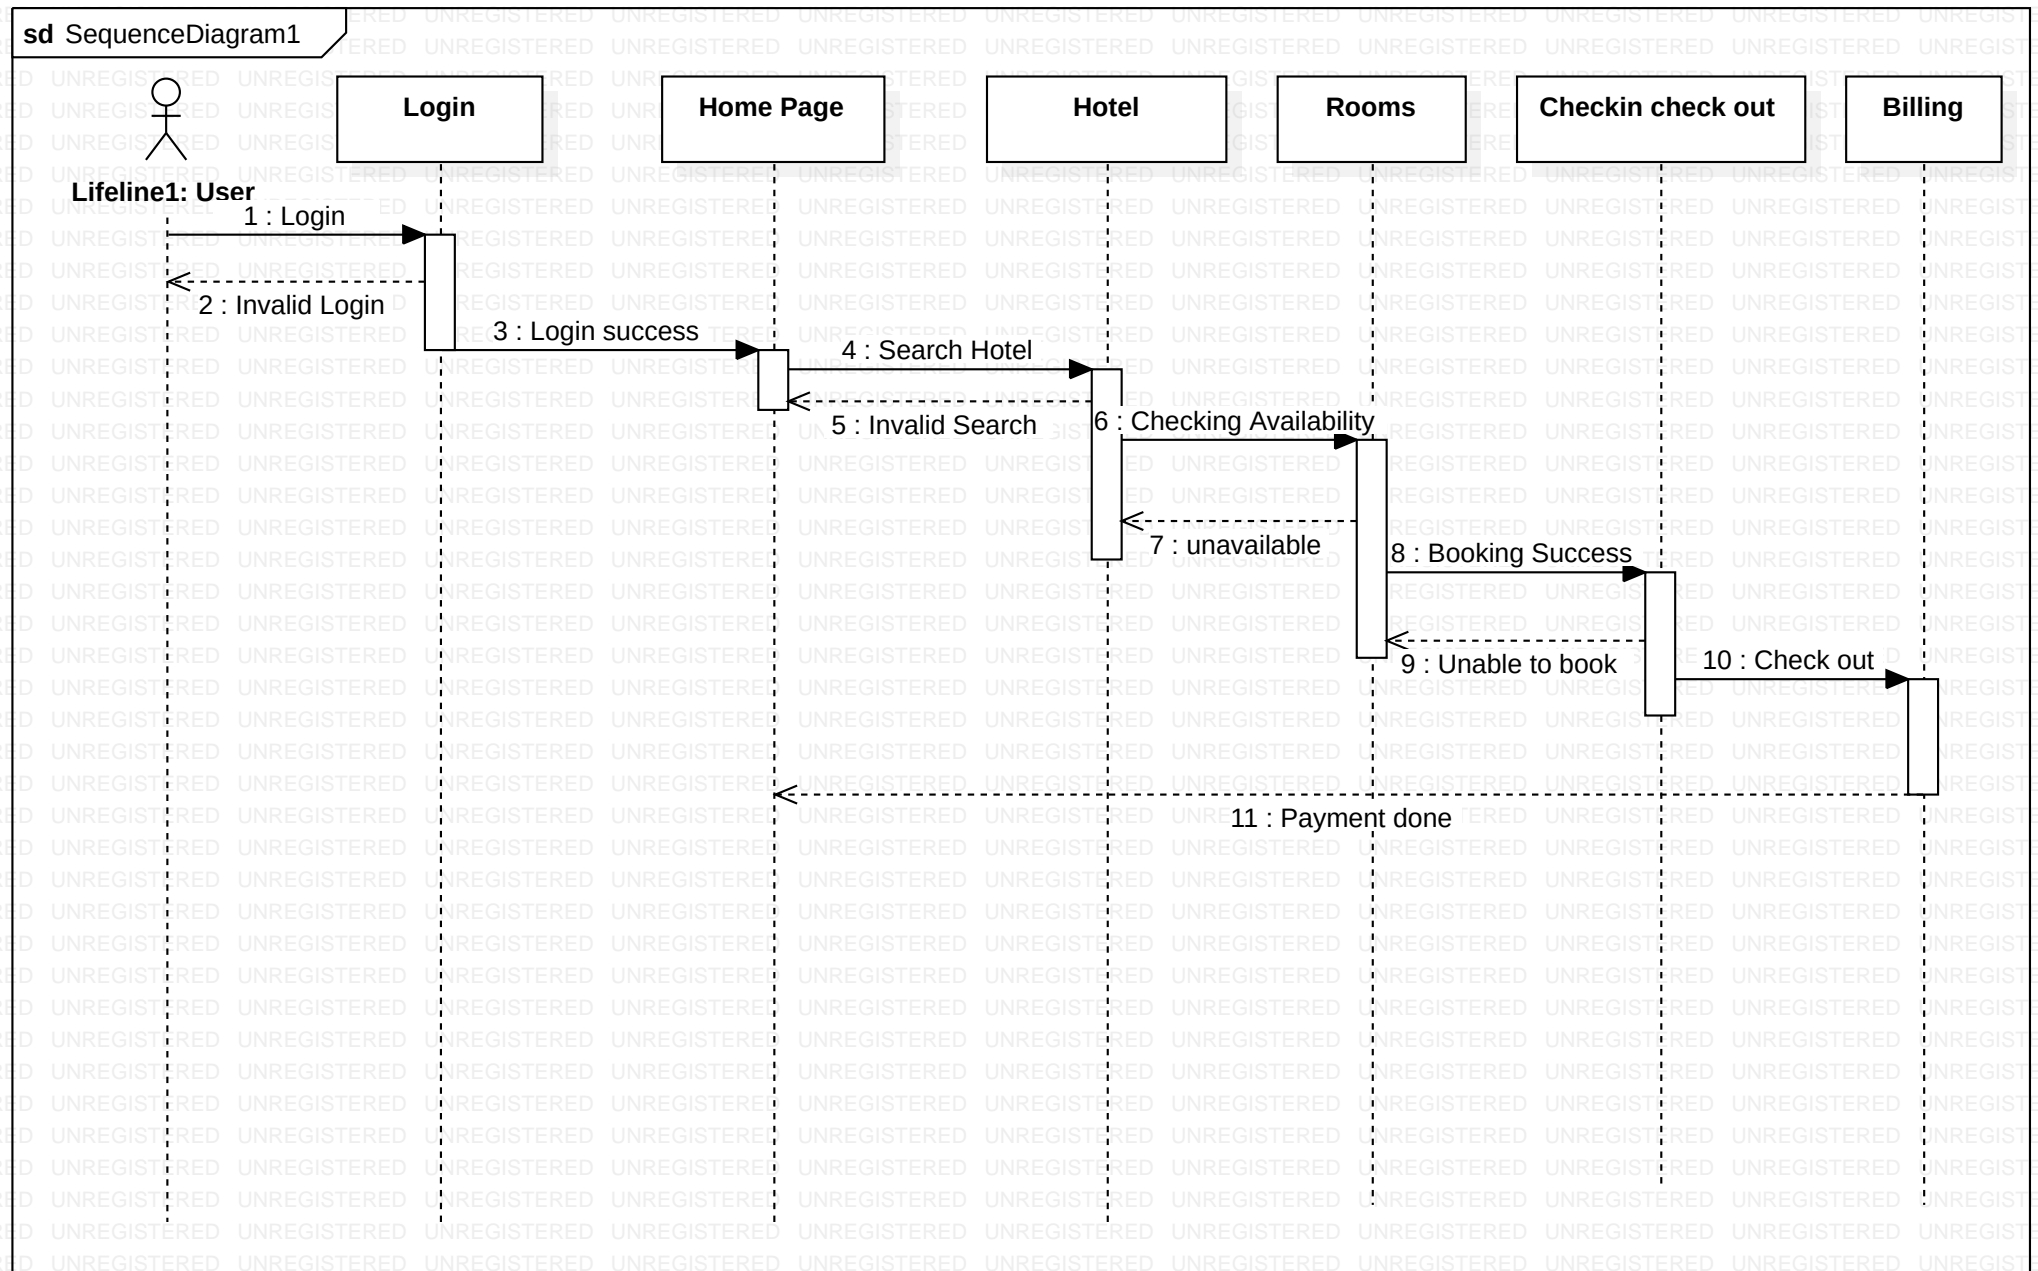 sd SequenceDiagram1
Login
Home Page
Hotel
Rooms
Checkin check out
Billing
Lifeline1: User
1 : Login
2 : Invalid Login
3 : Login success
4 : Search Hotel
5 : Invalid Search
6 : Checking Availability
7 : unavailable
8 : Booking Success
9 : Unable to book
10 : Check out
11 : Payment done
UNREGISTERED